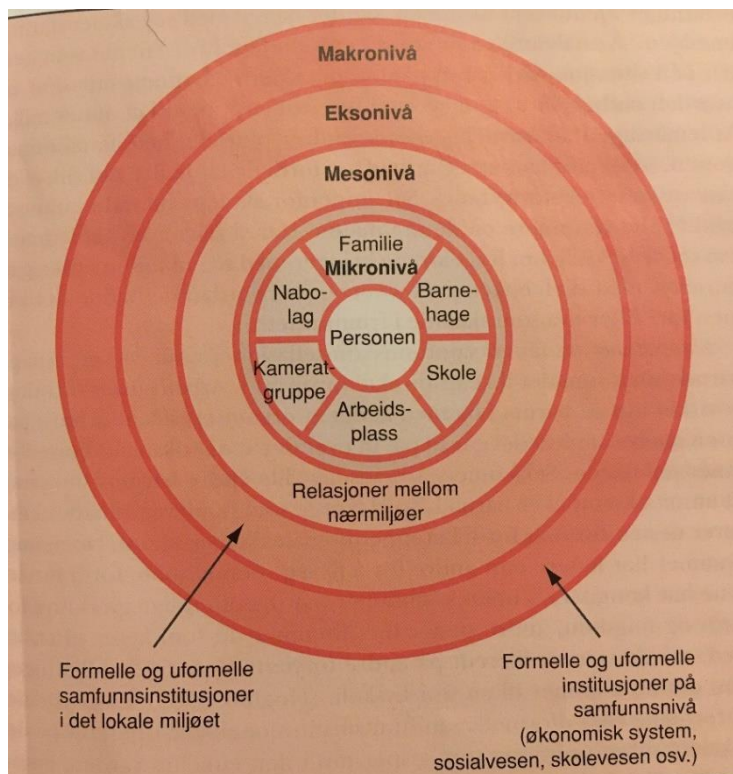 Makronivå
Eksonivå
Mesonivå
Familie
Mikronivå
Nabo-
lag
Barne-
hage
Personen
Kamerat-
gruppe
Skole
Arbeids-
plass
Relasjoner mellom
nærmiljøer
Formelle og uformelle
samfunnsinstitusjoner
i det lokale miljøet
Formelle og uformelle
institusjoner på
samfunnsnivå
(økonomisk system,
sosialvesen, skolevesen osv.)